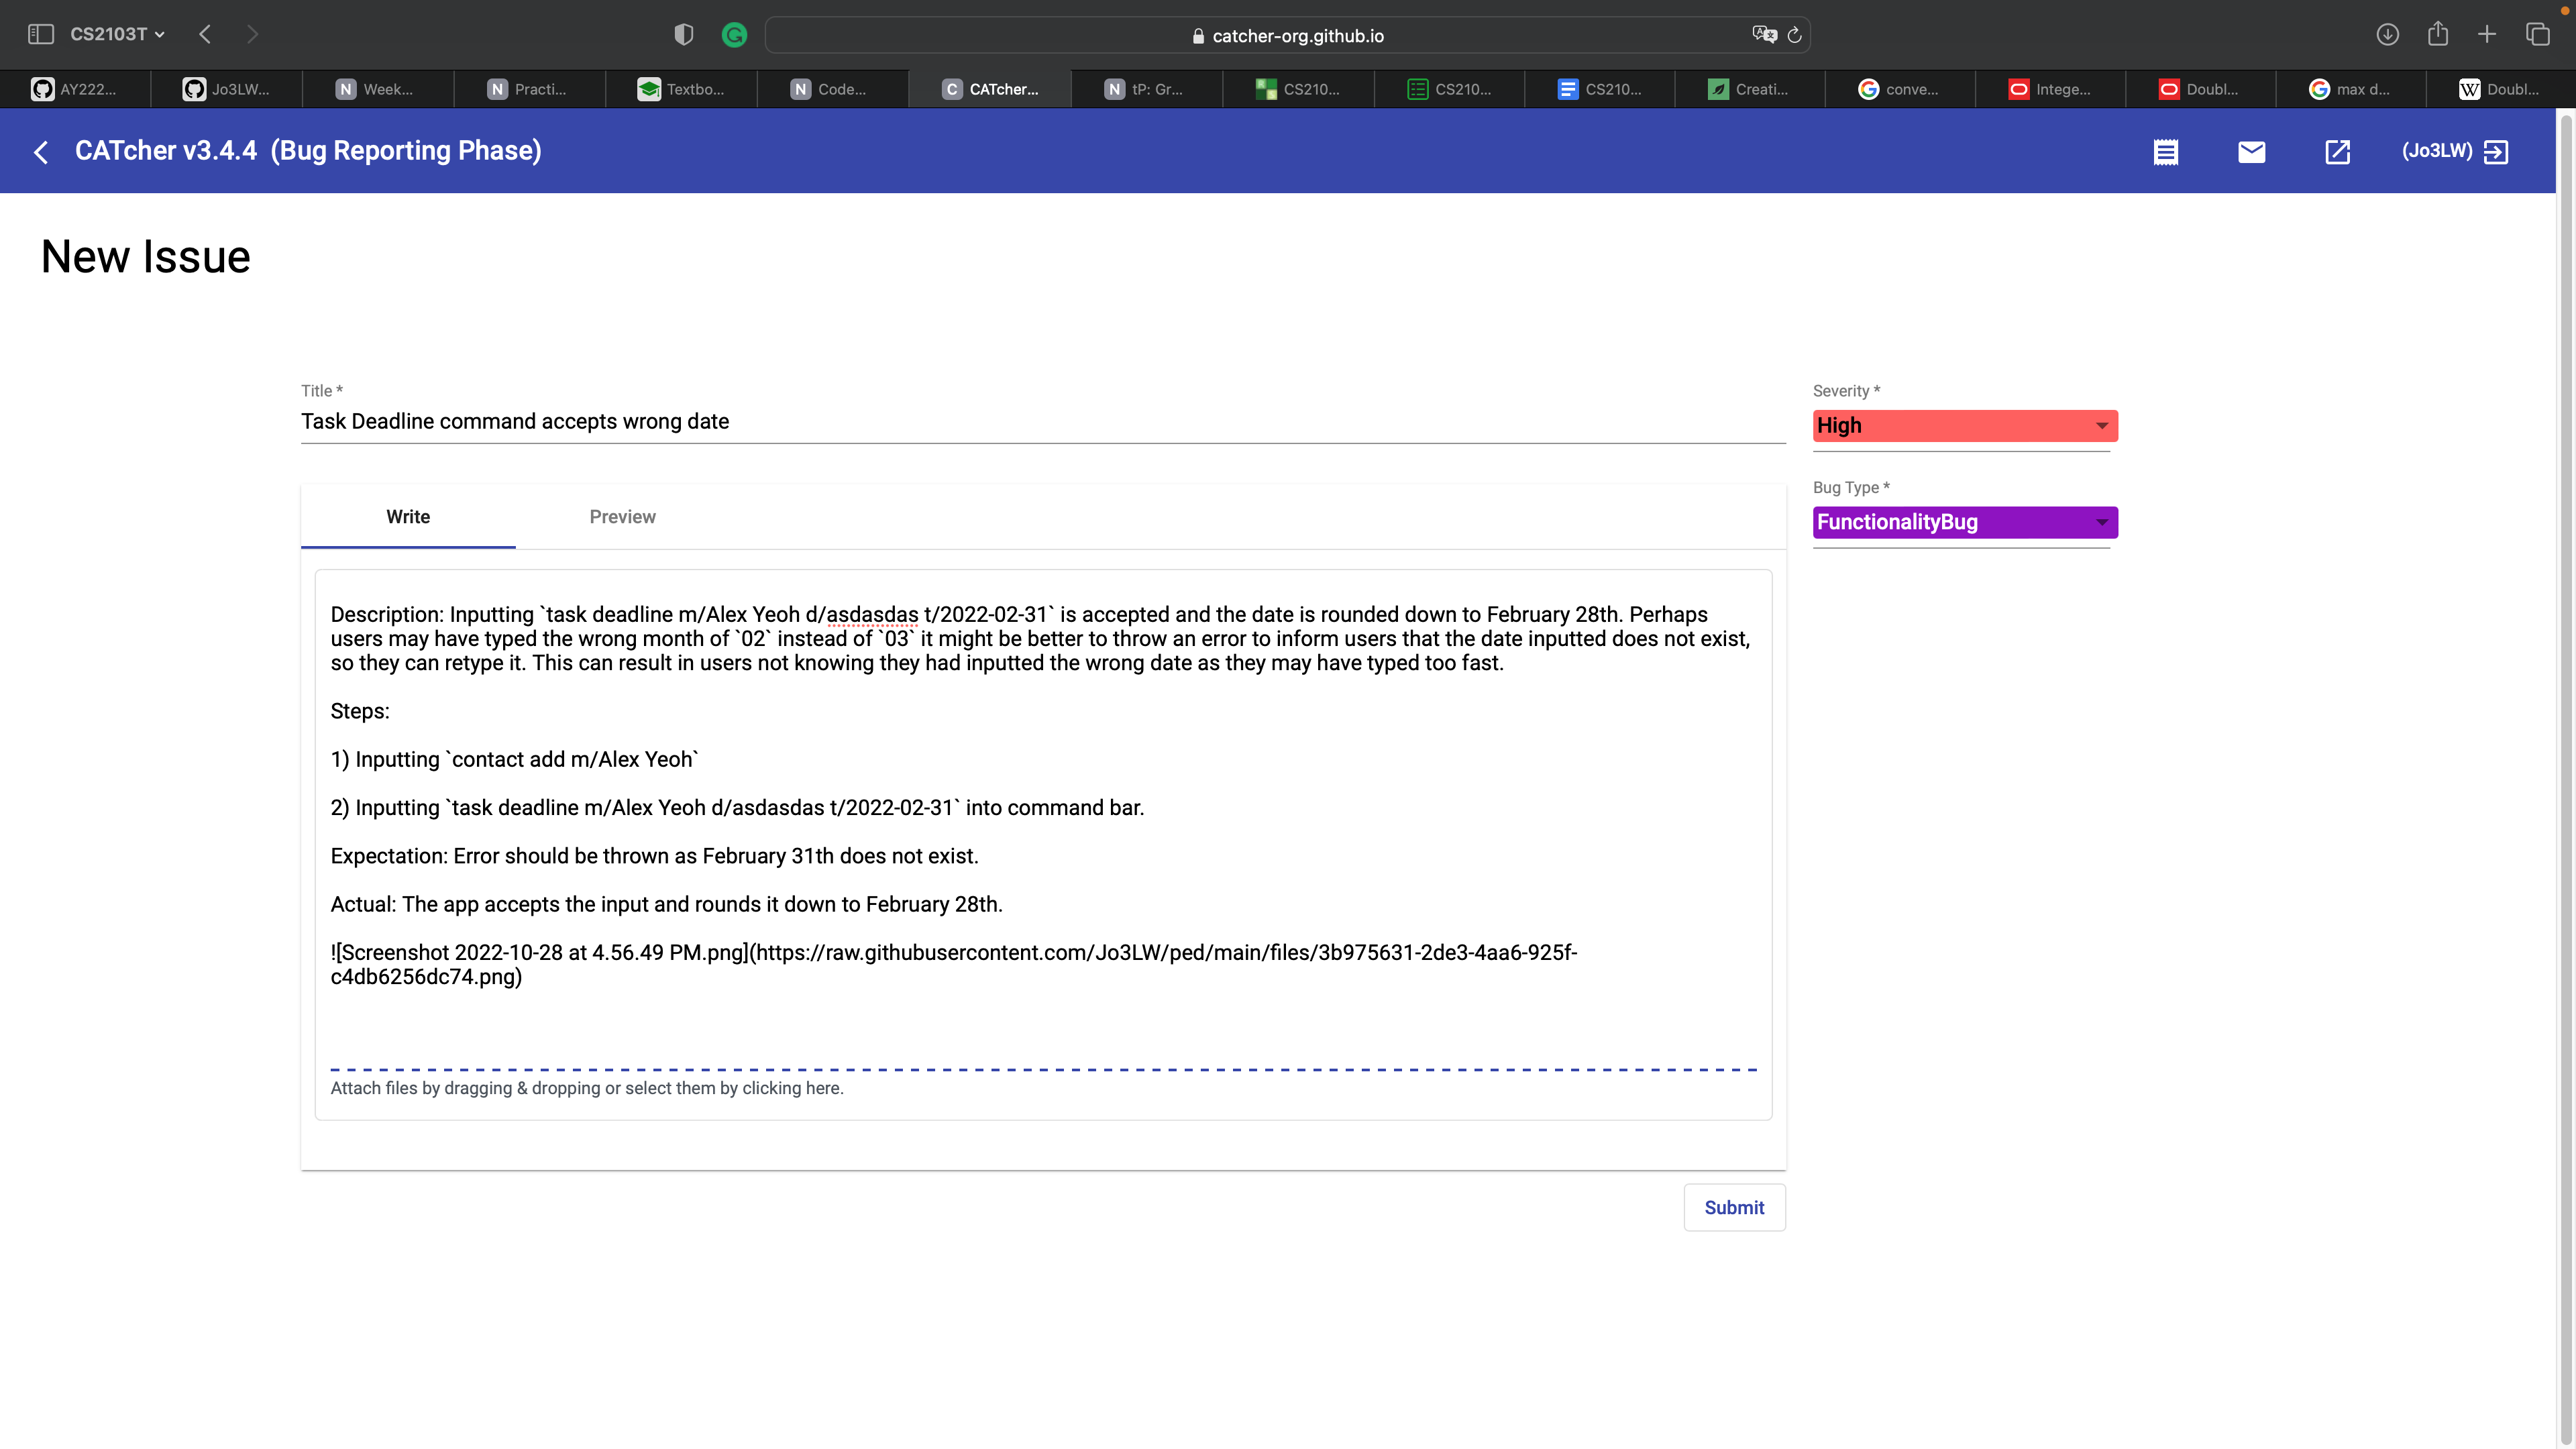 CS2103T
catcher-org.github.io
AY222...
Jo3LW...
Week...
Practi...
Textbo...
Code...
CATcher...
tP: Gr...
CS210...
CS210...
CS210...
Creati...
conve...
Intege...
Doubl...
max d...
Doubl...
CATcher v3.4.4 (Bug Reporting Phase)
(Jo3LW)
New Issue
Title *
Task Deadline command accepts wrong date
Severity *
High
Bug Type *
FunctionalityBug
Write
Preview
Description: Inputting `task deadline m/Alex Yeoh d/asdasdas t/2022-02-31` is accepted and the date is rounded down to February 28th. Perhaps
users may have typed the wrong month of `02` instead of `03` it might be better to throw an error to inform users that the date inputted does not exist,
so they can retype it. This can result in users not knowing they had inputted the wrong date as they may have typed too fast.
Steps:
1) Inputting `contact add m/Alex Yeoh`
2) Inputting `task deadline m/Alex Yeoh d/asdasdas t/2022-02-31` into command bar.
Expectation: Error should be thrown as February 31th does not exist.
Actual: The app accepts the input and rounds it down to February 28th.
![Screenshot 2022-10-28 at 4.56.49 PM.png](https://raw.githubusercontent.com/Jo3LW/ped/main/files/3b975631-2de3-4aa6-925f-
c4db6256dc74.png)
Attach files by dragging & dropping or select them by clicking here.
Submit